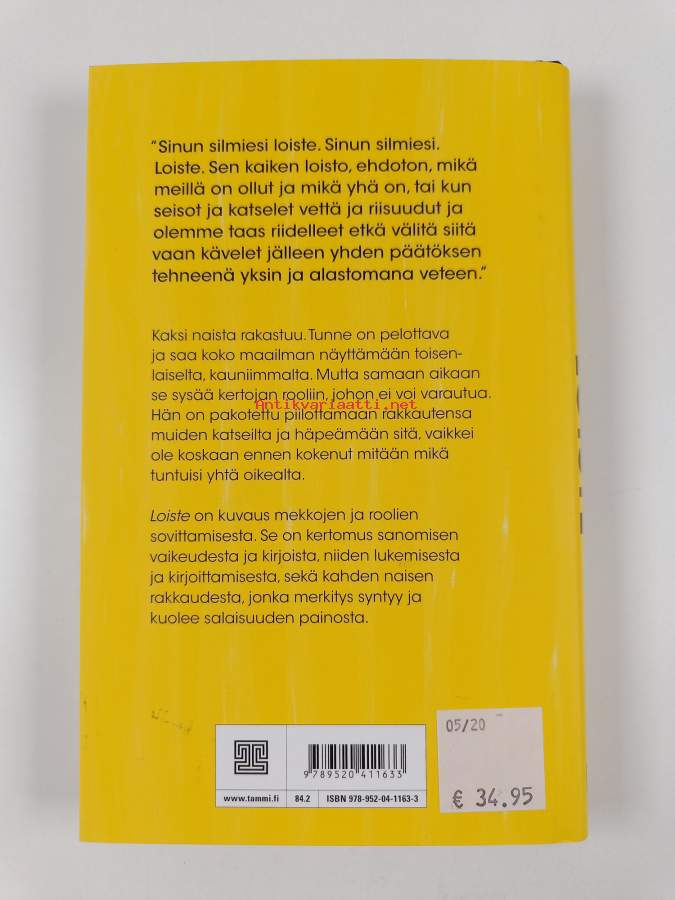 "Sinun silmiesi loiste. Sinun silmiesi.
Loiste. Sen kaiken loisto, ehdoton, mikä
meillä on ollut ja mikä yhä on, tai kun
seisot ja katselet vettä ja riisuudut ja
olemme taas riidelleet etkä välitä siitä
vaan kävelet jälleen yhden päätöksen
tehneenä yksin ja alastomana veteen."
Kaksi naista rakastuu. Tunne on pelottava
ja saa koko maailman näyttämään toisen-
laiselta, kauniimmalta. Mutta samaan aikaan
se sysää kertojan rooliin, johon ei voi varautua.
Antikvariaatti.net
Hän on pakotettu piilottamaan rakkautensa
muiden katseilta ja häpeämään sitä, vaikkei
ole koskaan ennen kokenut mitään mikä
tuntuisi yhtä oikealta.
Loiste on kuvaus mekkojen ja roolien
sovittamisesta. Se on kertomus sanomisen
vaikeudesta ja kirjoista, niiden lukemisesta
ja kirjoittamisesta, sekä kahden naisen
rakkaudesta, jonka merkitys syntyy ja
kuolee salaisuuden painosta.
05/20
€ 34.95
9 789520 411633
www.tammi.fi 84.2 ISBN 978-952-04-1163-3